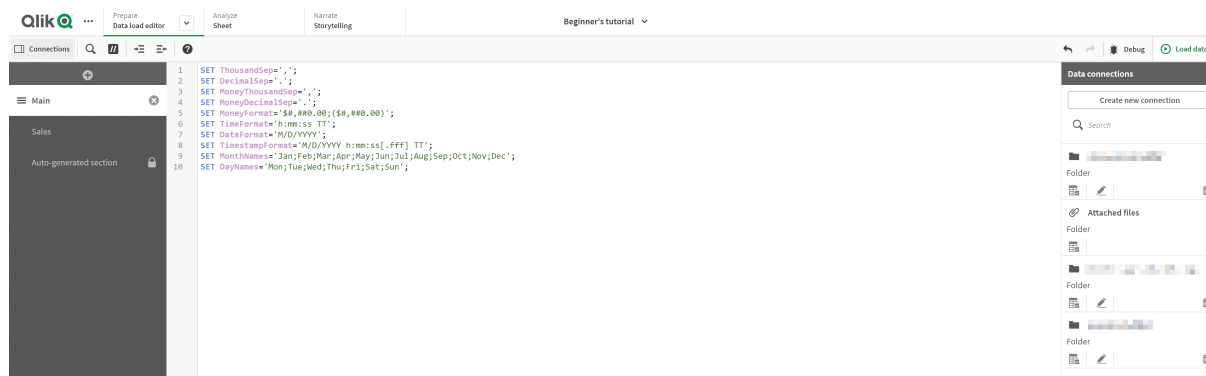 Qlik
Prepare
Data load editor
Analyze
Sheet
Narrate
Storytelling
Beginner's tutorial
Connections
Debug
Load data
Main
Sales
Auto-generated section
1 SET ThousandSep=',';
2 SET DecimalSep='.';
3 SET MoneyThousandSep=',';
4 SET MoneyDecimalSep='.';
5 SET MoneyFormat='$#,##0.00;($#,##0.00)';
6 SET TimeFormat='h:mm:ss TT';
7 SET DateFormat='M/D/YYYY';
8 SET TimestampFormat='M/D/YYYY h:mm:ss[.fff] TT';
9 SET MonthNames='Jan;Feb;Mar;Apr;May;Jun;Jul;Aug;Sep;Oct;Nov;Dec';
10 SET DayNames='Mon;Tue;Wed;Thu;Fri;Sat;Sun';
Data connections
Create new connection
Search
Folder
Attached files
Folder
Folder
Folder